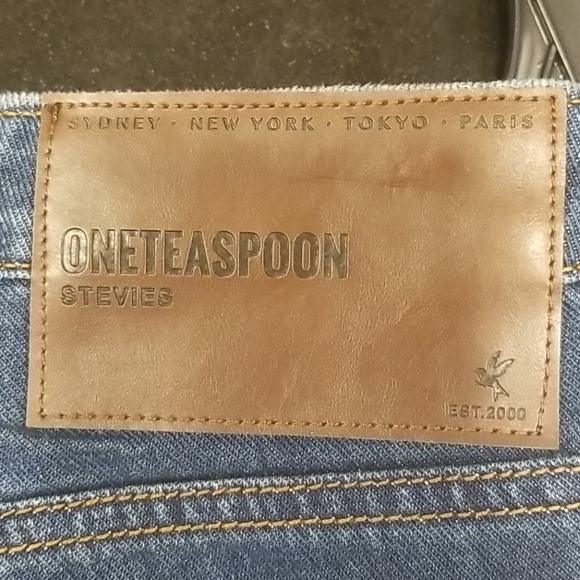 SYDNEY · NEW YORK · TOKYO · PARIS
ONETEASPOON
STEVIES
EST.2000